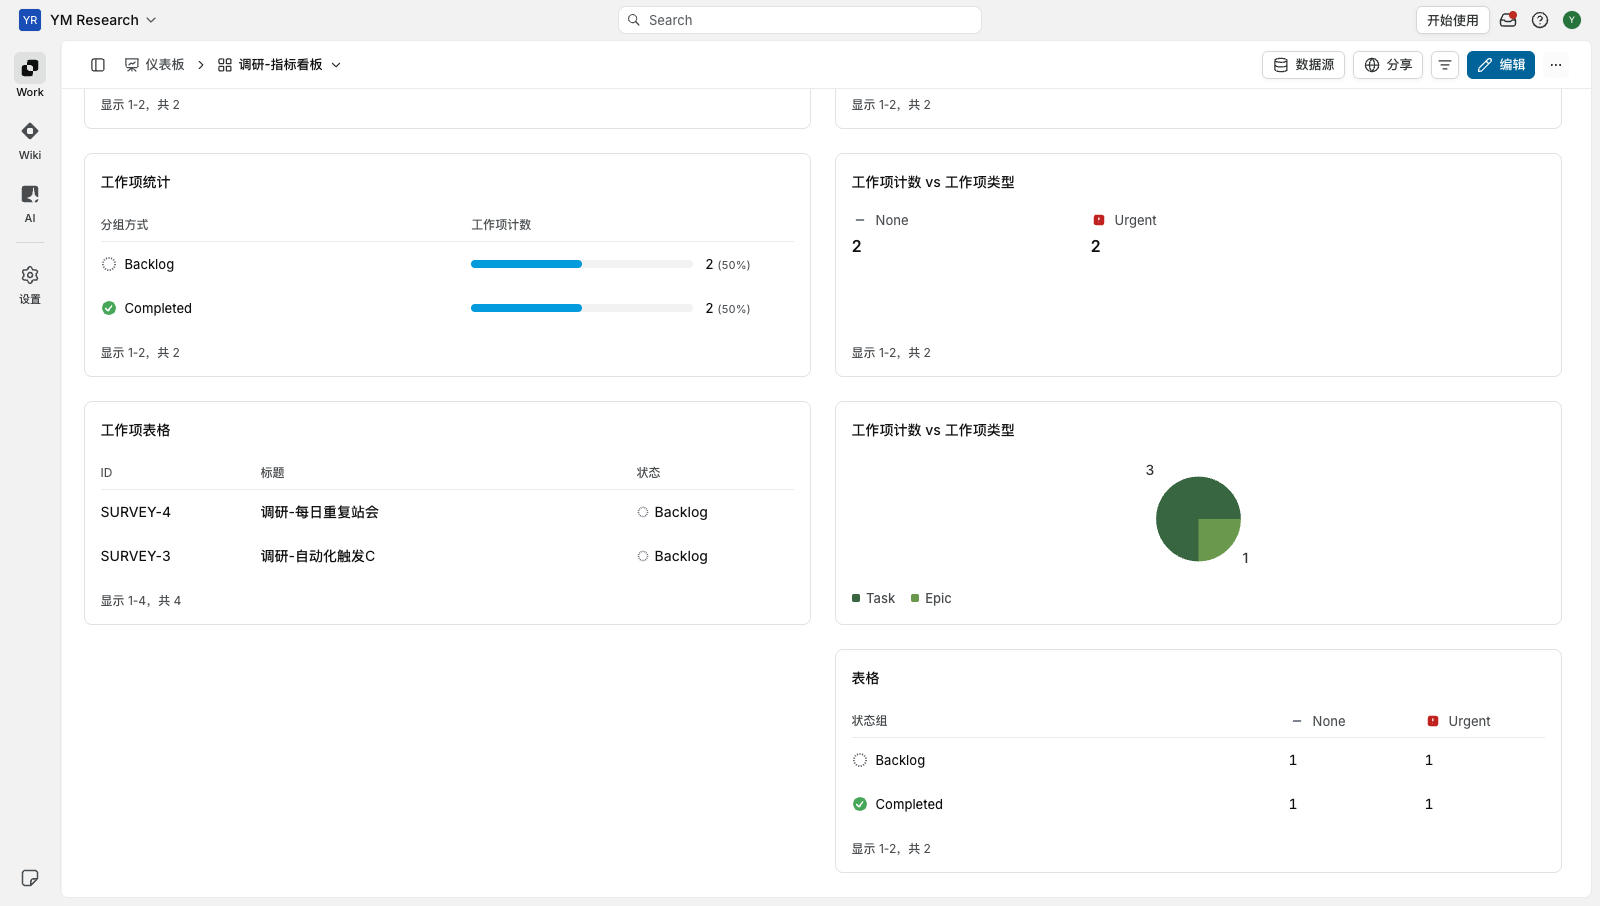 YR YM Research
Search
开始使用
Y
Work
Wiki
AI
设置
仪表板
调研-指标看板
数据源
分享
编辑
显示 1-2，共 2
显示 1-2，共 2
工作项统计
分组方式 工作项计数
Backlog 2 (50%)
Completed 2 (50%)
显示 1-2，共 2
工作项计数 vs 工作项类型
None Urgent
2 2
显示 1-2，共 2
工作项表格
ID 标题 状态
SURVEY-4 调研-每日重复站会 Backlog
SURVEY-3 调研-自动化触发C Backlog
显示 1-4，共 4
工作项计数 vs 工作项类型
3
1
Task Epic
表格
状态组 None Urgent
Backlog 1 1
Completed 1 1
显示 1-2，共 2